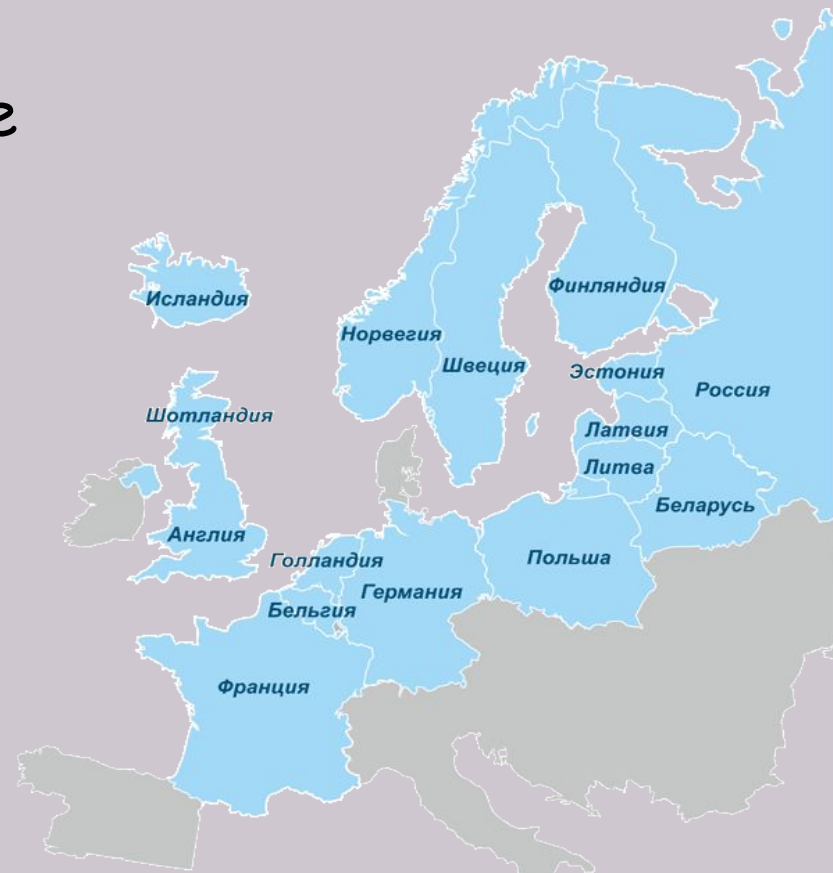 е
Исландия
Финляндия
Норвегия
Швеция
Эстония
Россия
Шотландия
Латвия
Литва
Беларусь
Англия
Голландия
Польша
Германия
Бельгия
Франция